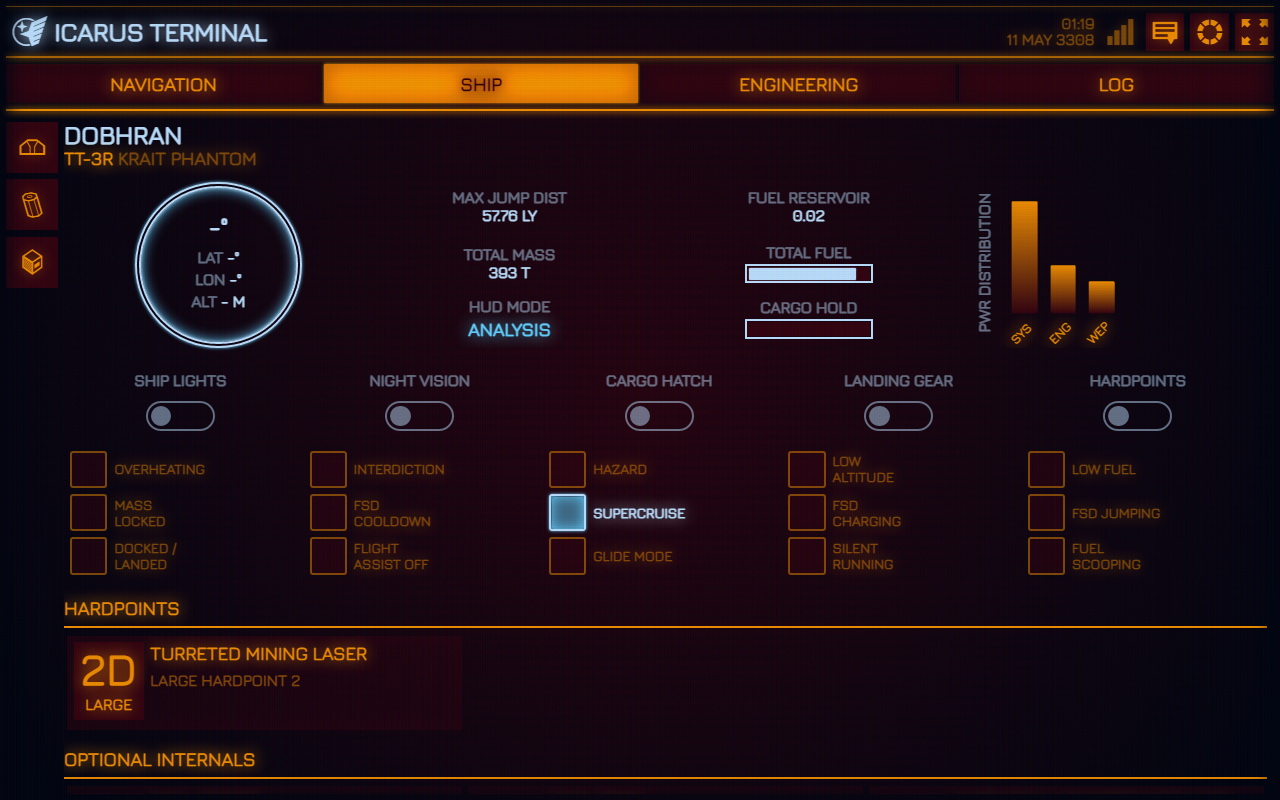 ICARUS TERMINAL
01:19
11 MAY 3308
NAVIGATION
SHIP
ENGINEERING
LOG
DOBHRAN
TT-3R KRAIT PHANTOM
-°
LAT -°
LON -°
ALT - M
MAX JUMP DIST
57.76 LY
TOTAL MASS
393 T
HUD MODE
ANALYSIS
FUEL RESERVOIR
0.02
TOTAL FUEL
CARGO HOLD
PWR DISTRIBUTION
SYS
ENG
WEP
SHIP LIGHTS
NIGHT VISION
CARGO HATCH
LANDING GEAR
HARDPOINTS
OVERHEATING
INTERDICTION
HAZARD
LOW
ALTITUDE
LOW FUEL
MASS
LOCKED
FSD
COOLDOWN
SUPERCRUISE
FSD
CHARGING
FSD JUMPING
DOCKED /
LANDED
FLIGHT
ASSIST OFF
GLIDE MODE
SILENT
RUNNING
FUEL
SCOOPING
HARDPOINTS
2D
LARGE
TURRETED MINING LASER
LARGE HARDPOINT 2
OPTIONAL INTERNALS